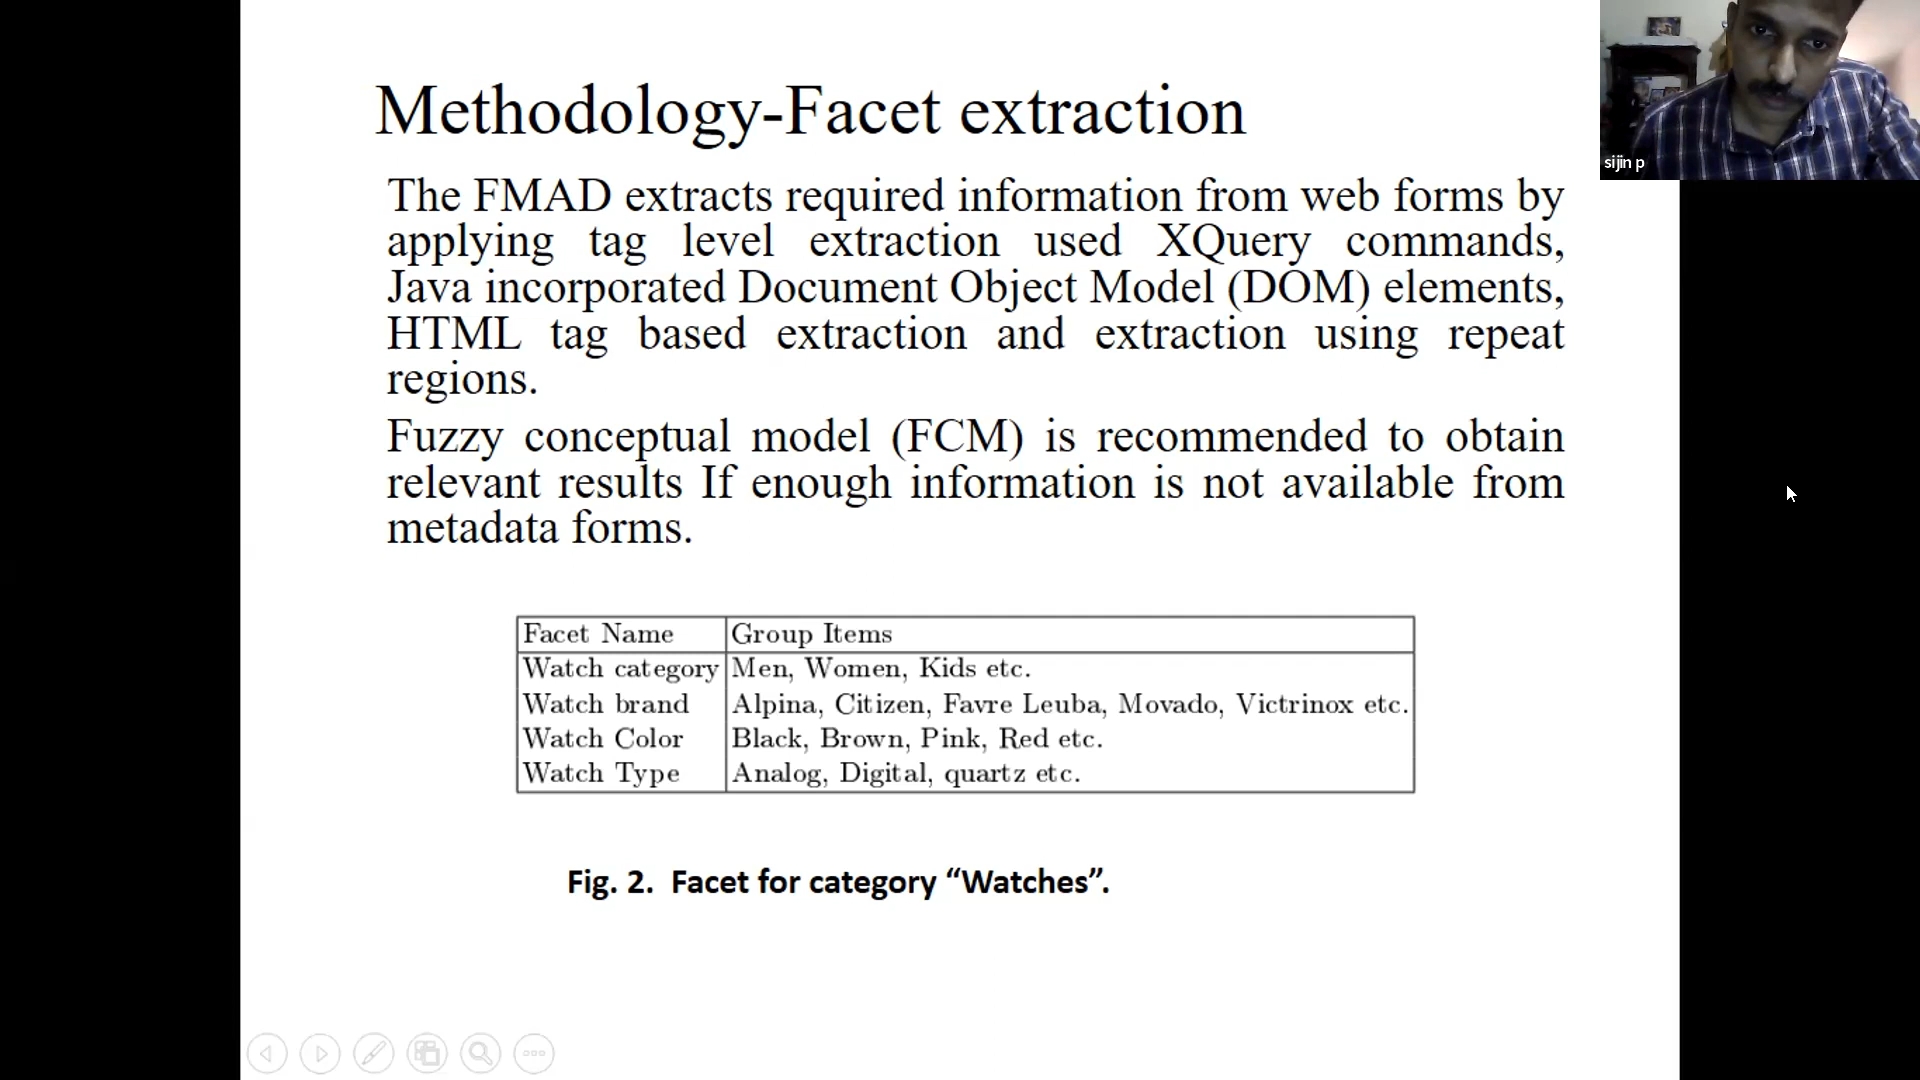 Methodology-Facet extraction
sijin p
The FMAD extracts required information from web forms by
applying tag level extraction used XQuery commands,
Java incorporated Document Object Model (DOM) elements,
HTML tag based extraction and extraction using repeat
regions.
Fuzzy conceptual model (FCM) is recommended to obtain
relevant results If enough information is not available from
metadata forms.
Facet Name Group Items
Watch category Men, Women, Kids etc.
Watch brand Alpina, Citizen, Favre Leuba, Movado, Victrinox etc.
Watch Color Black, Brown, Pink, Red etc.
Watch Type Analog, Digital, quartz etc.
Fig. 2. Facet for category “Watches”.